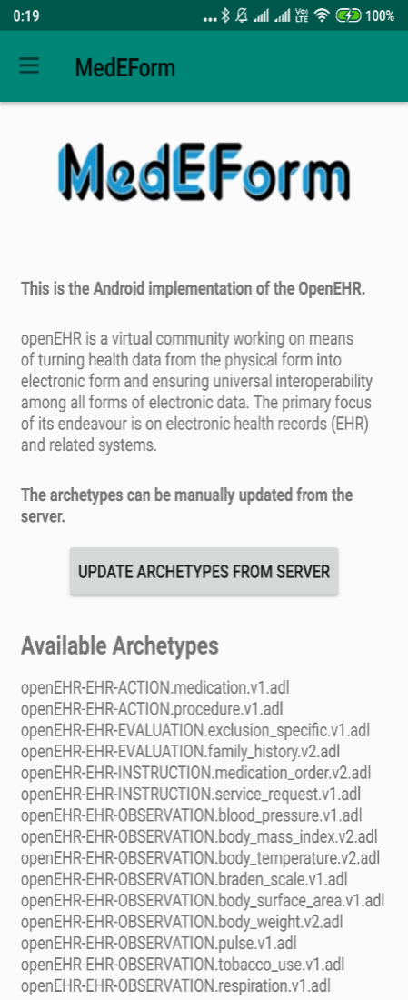 0:19
... Vo) LTE 100%
MedEForm
MedEForm
This is the Android implementation of the OpenEHR.
openEHR is a virtual community working on means
of turning health data from the physical form into
electronic form and ensuring universal interoperability
among all forms of electronic data. The primary focus
of its endeavour is on electronic health records (EHR)
and related systems.
The archetypes can be manually updated from the
server.
UPDATE ARCHETYPES FROM SERVER
Available Archetypes
openEHR-EHR-ACTION.medication.v1.adl
openEHR-EHR-ACTION.procedure.v1.adl
openEHR-EHR-EVALUATION.exclusion_specific.v1.adl
openEHR-EHR-EVALUATION.family_history.v2.adl
openEHR-EHR-INSTRUCTION.medication_order.v2.adl
openEHR-EHR-INSTRUCTION.service_request.v1.adl
openEHR-EHR-OBSERVATION.blood_pressure.v1.adl
openEHR-EHR-OBSERVATION.body_mass_index.v2.adl
openEHR-EHR-OBSERVATION.body_temperature.v2.adl
openEHR-EHR-OBSERVATION.braden_scale.v1.adl
openEHR-EHR-OBSERVATION.body_surface_area.v1.adl
openEHR-EHR-OBSERVATION.body_weight.v2.adl
openEHR-EHR-OBSERVATION.pulse.v1.adl
openEHR-EHR-OBSERVATION.tobacco_use.v1.adl
openEHR-EHR-OBSERVATION.respiration.v1.adl